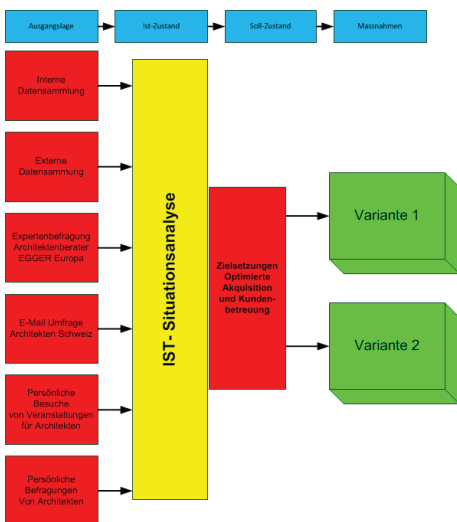 Ausgangslage
Ist-Zustand
Soll-Zustand
Massnahmen
Interne
Datensammlung
Externe
Datensammung
Expertenbefragung
Architektenberater
EGGER Europa
E-Mail Umfrage
Architekten Schweiz
Persönliche
Besuche
von Veranstaltungen
für Architekten
Persönliche
Befragungen
Von Architekten
IST- Situationsanalyse
Zielsetzungen
Optimierte
Akquisition
und Kunden-
betreuung
Variante 1
Variante 2